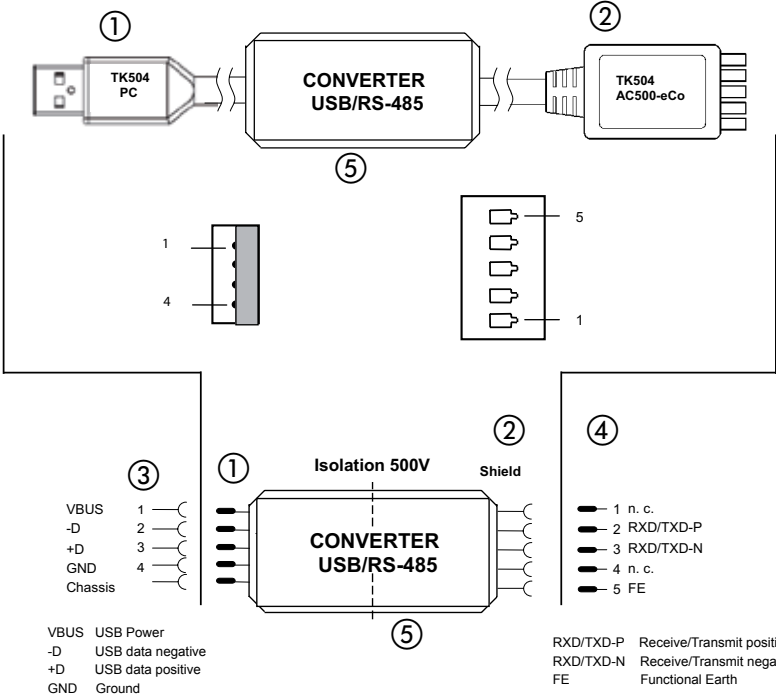 ① ②
TK504
PC
CONVERTER
USB/RS-485
TK504
AC500-eCo
⑤
1
4
5
1
③ ① Isolation 500V ② ④
Shield
VBUS 1
-D 2
+D 3
GND 4
Chassis
CONVERTER
USB/RS-485
1 n. c.
2 RXD/TXD-P
3 RXD/TXD-N
4 n. c.
5 FE
⑤
VBUS USB Power
-D USB data negative
+D USB data positive
GND Ground
RXD/TXD-P Receive/Transmit positi
RXD/TXD-N Receive/Transmit nega
FE Functional Earth